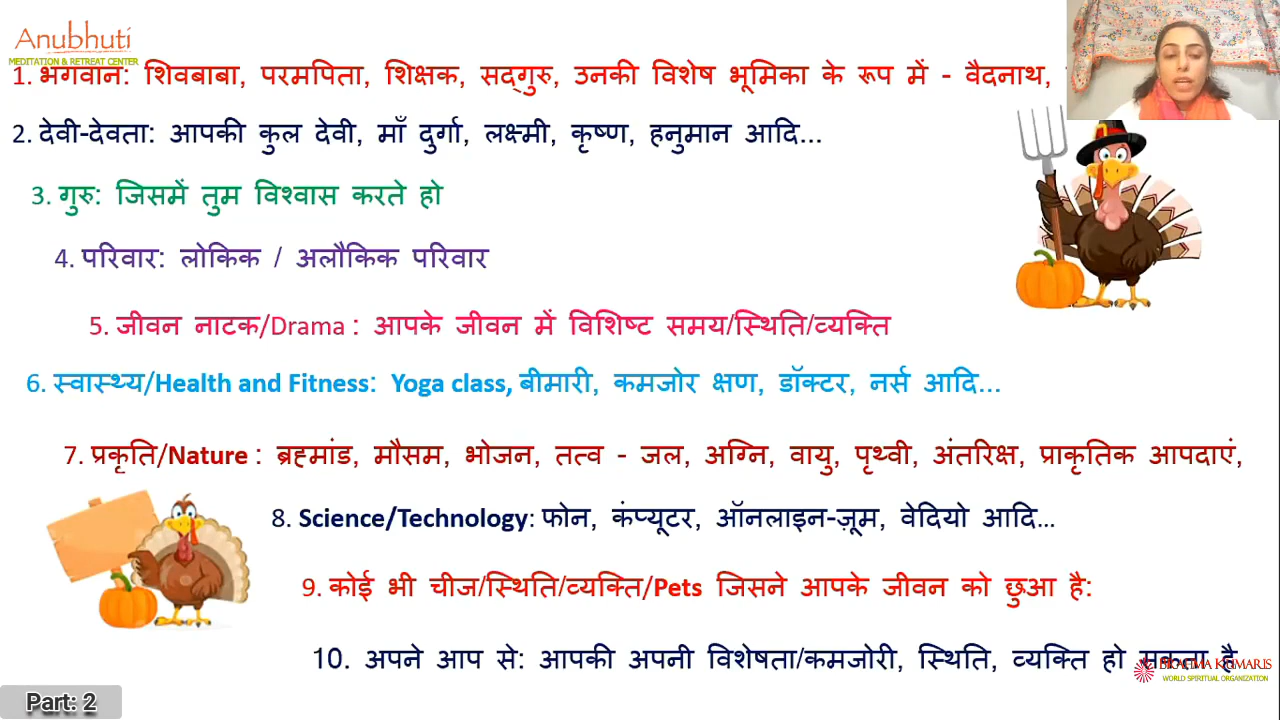 Anubhuti
MEDITATION & RETREAT CENTER
1. भगवान: शिवबाबा, परमपिता, शिक्षक, सद्गुरु, उनकी विशेष भूमिका के रूप में - वैदनाथ,
2. देवी-देवता: आपकी कुल देवी, माँ दुर्गा, लक्ष्मी, कृष्ण, हनुमान आदि...
3. गुरु: जिसमें तुम विश्वास करते हो
4. परिवार: लोकिक / अलौकिक परिवार
5. जीवन नाटक/Drama : आपके जीवन में विशिष्ट समय/स्थिति/व्यक्ति
6. स्वास्थ्य/Health and Fitness: Yoga class, बीमारी, कमजोर क्षण, डॉक्टर, नर्स आदि...
7. प्रकृति/Nature : ब्रह्मांड, मौसम, भोजन, तत्व - जल, अग्नि, वायु, पृथ्वी, अंतरिक्ष, प्राकृतिक आपदाएं,
8. Science/Technology: फोन, कंप्यूटर, ऑनलाइन-ज़ूम, वेदियो आदि...
9. कोई भी चीज/स्थिति/व्यक्ति/Pets जिसने आपके जीवन को छुआ है:
10. अपने आप से: आपकी अपनी विशेषता/कमजोरी, स्थिति, व्यक्ति हो सकता है
BRAHMA KUMARIS
WORLD SPIRITUAL ORGANIZATION
Part: 2